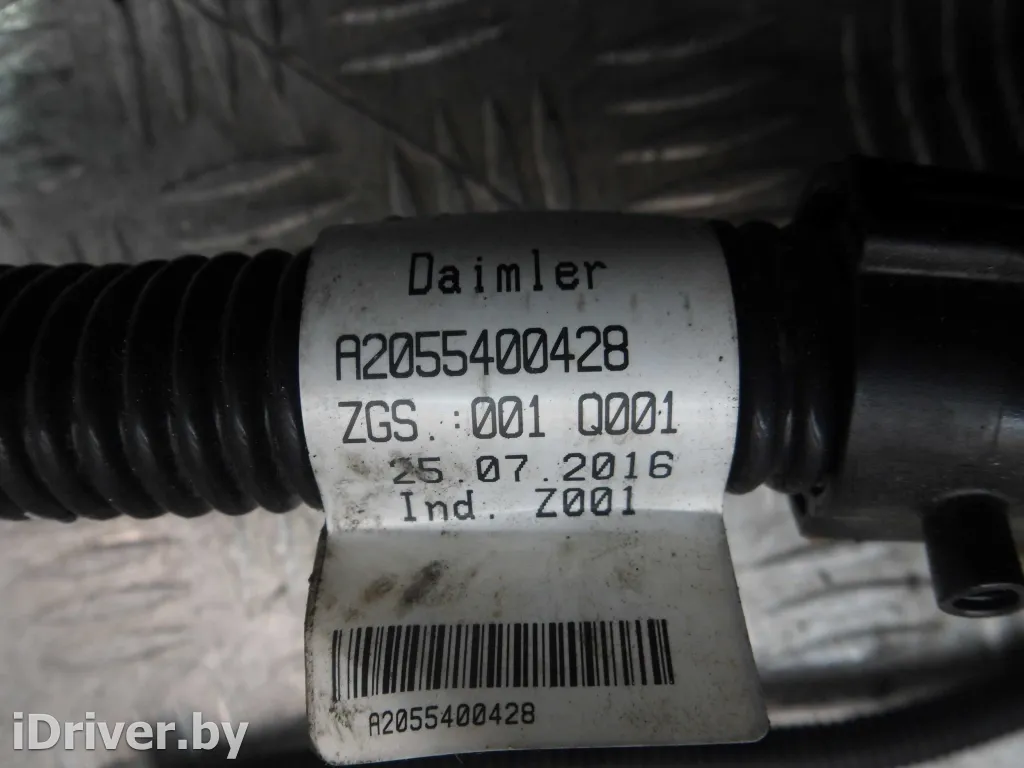 Daimler
A2055400428
ZGS.:001 Q001
25.07.2016
Ind. Z001
A2055400428
iDriver.by